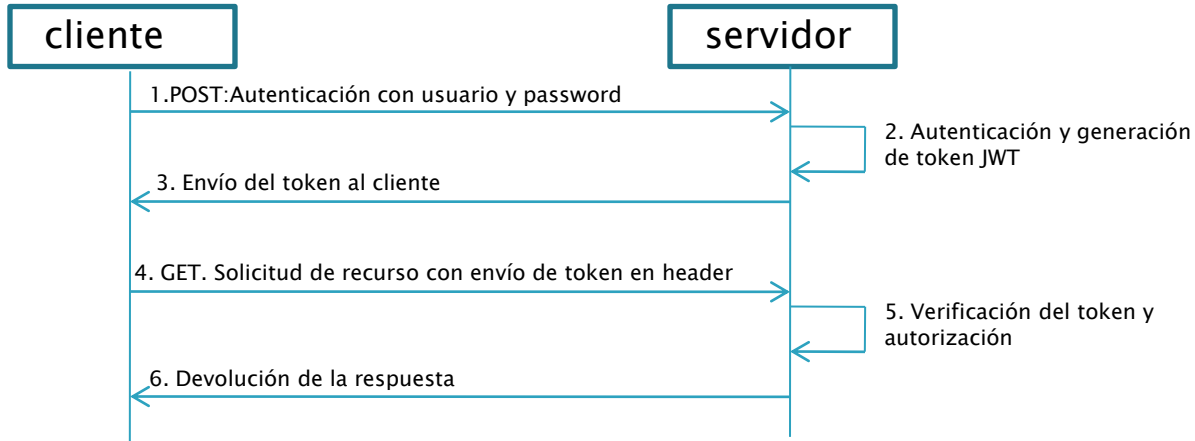 cliente
servidor
1.POST:Autenticación con usuario y password
2. Autenticación y generación
de token JWT
3. Envío del token al cliente
4. GET. Solicitud de recurso con envío de token en header
5. Verificación del token y
autorización
6. Devolución de la respuesta